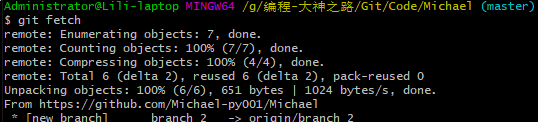 Administrator@Lili-laptop MINGW64 /g/编程-大神之路/Git/Code/Michael (master)
$ git fetch
remote: Enumerating objects: 7, done.
remote: Counting objects: 100% (7/7), done.
remote: Compressing objects: 100% (4/4), done.
remote: Total 6 (delta 2), reused 6 (delta 2), pack-reused 0
Unpacking objects: 100% (6/6), 651 bytes | 1024 bytes/s, done.
From https://github.com/Michael-py001/Michael
 * [new branch]      branch_2   -> origin/branch_2